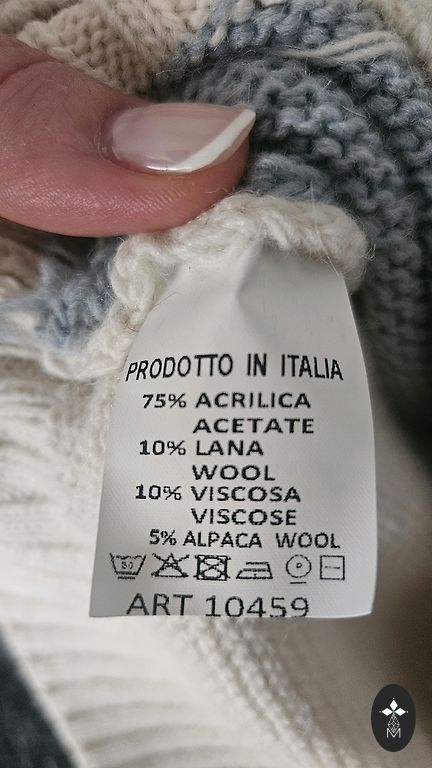 PRODOTTO IN ITALIA
75% ACRILICA
ACETATE
10% LANA
WOOL
10% VISCOSA
VISCOSE
5% ALPACA WOOL
30 P
ART 10459
M